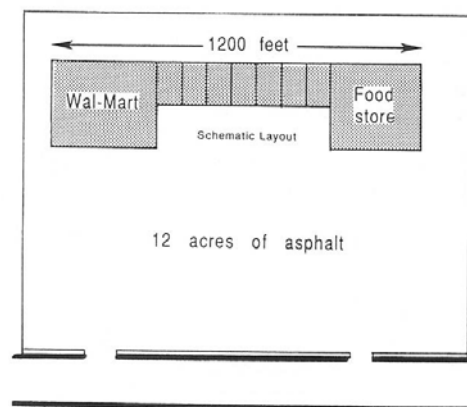 1200 feet
Wal-Mart
Food
store
Schematic Layout
12 acres of asphalt